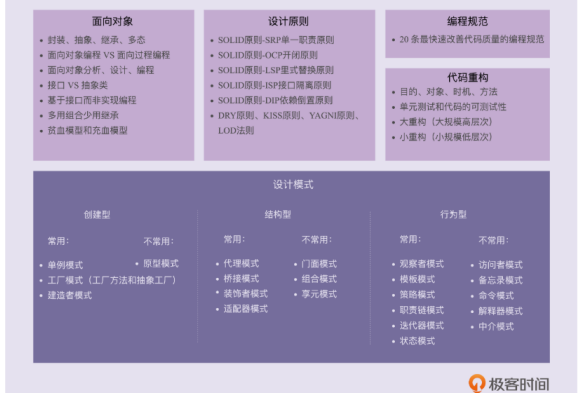 面向对象
• 封装、抽象、继承、多态
• 面向对象编程 VS 面向过程编程
• 面向对象分析、设计、编程
• 接口 VS 抽象类
• 基于接口而非实现编程
• 多用组合少用继承
• 贫血模型和充血模型
设计原则
• SOLID原则-SRP单一职责原则
• SOLID原则-OCP开闭原则
• SOLID原则-LSP里式替换原则
• SOLID原则-ISP接口隔离原则
• SOLID原则-DIP依赖倒置原则
• DRY原则、KISS原则、YAGNI原则、
LOD法则
编程规范
• 20 条最快速改善代码质量的编程规范
代码重构
• 目的、对象、时机、方法
• 单元测试和代码的可测试性
• 大重构（大规模高层次）
• 小重构（小规模低层次）
设计模式
创建型
常用：
• 单例模式
• 工厂模式（工厂方法和抽象工厂）
• 建造者模式
不常用：
• 原型模式
结构型
常用：
• 代理模式
• 桥接模式
• 装饰者模式
• 适配器模式
不常用：
• 门面模式
• 组合模式
• 享元模式
行为型
常用：
• 观察者模式
• 模板模式
• 策略模式
• 职责链模式
• 迭代器模式
• 状态模式
不常用：
• 访问者模式
• 备忘录模式
• 命令模式
• 解释器模式
• 中介模式
极客时间